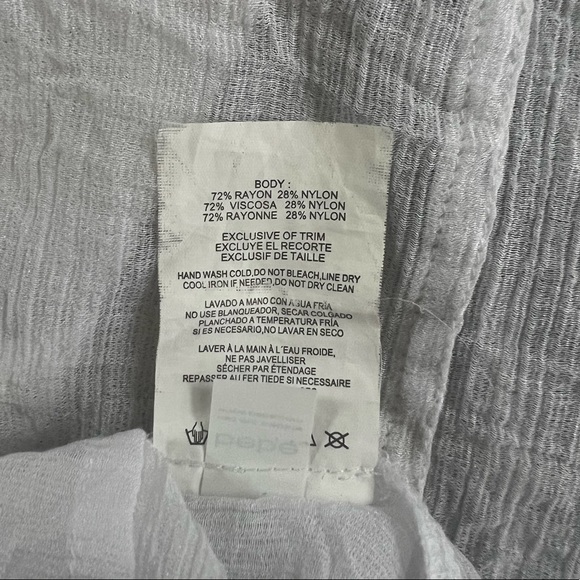 BODY :
72% RAYON 28% NYLON
72% VISCOSA 28% NYLON
72% RAYONNE 28% NYLON
EXCLUSIVE OF TRIM
EXCLUYE EL RECORTE
EXCLUSIF DE TAILLE
HAND WASH COLD,DO NOT BLEACH,LINE DRY
COOL IRON IF NEEDED,DO NOT DRY CLEAN
LAVADO A MANO CON AGUA FRÍA
NO USE BLANQUEADOR, SECAR COLGADO
PLANCHADO A TEMPERATURA FRÍA
SI ES NECESARIO,NO LAVAR EN SECO
LAVER À LA MAIN À L'EAU FROIDE,
NE PAS JAVELLISER
SÉCHER PAR ÉTENDAGE
REPASSER AU FER TIEDE SI NECESSAIRE